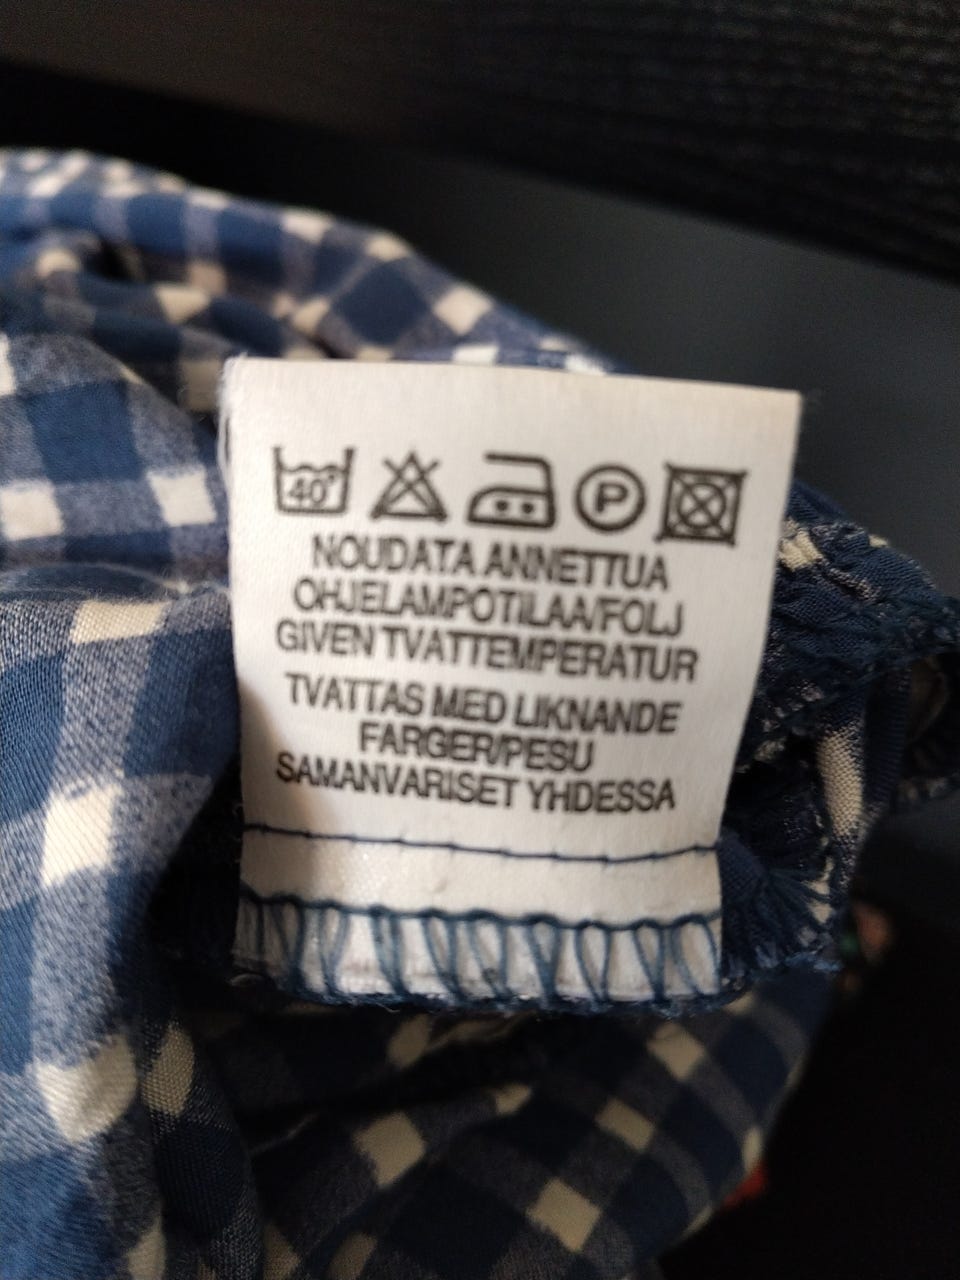 40°
P
NOUDATA ANNETTUA
OHJELAMPOTILAA/FOLJ
GIVEN TVATTEMPERATUR
TVATTAS MED LIKNANDE
FARGER/PESU
SAMANVARISET YHDESSA